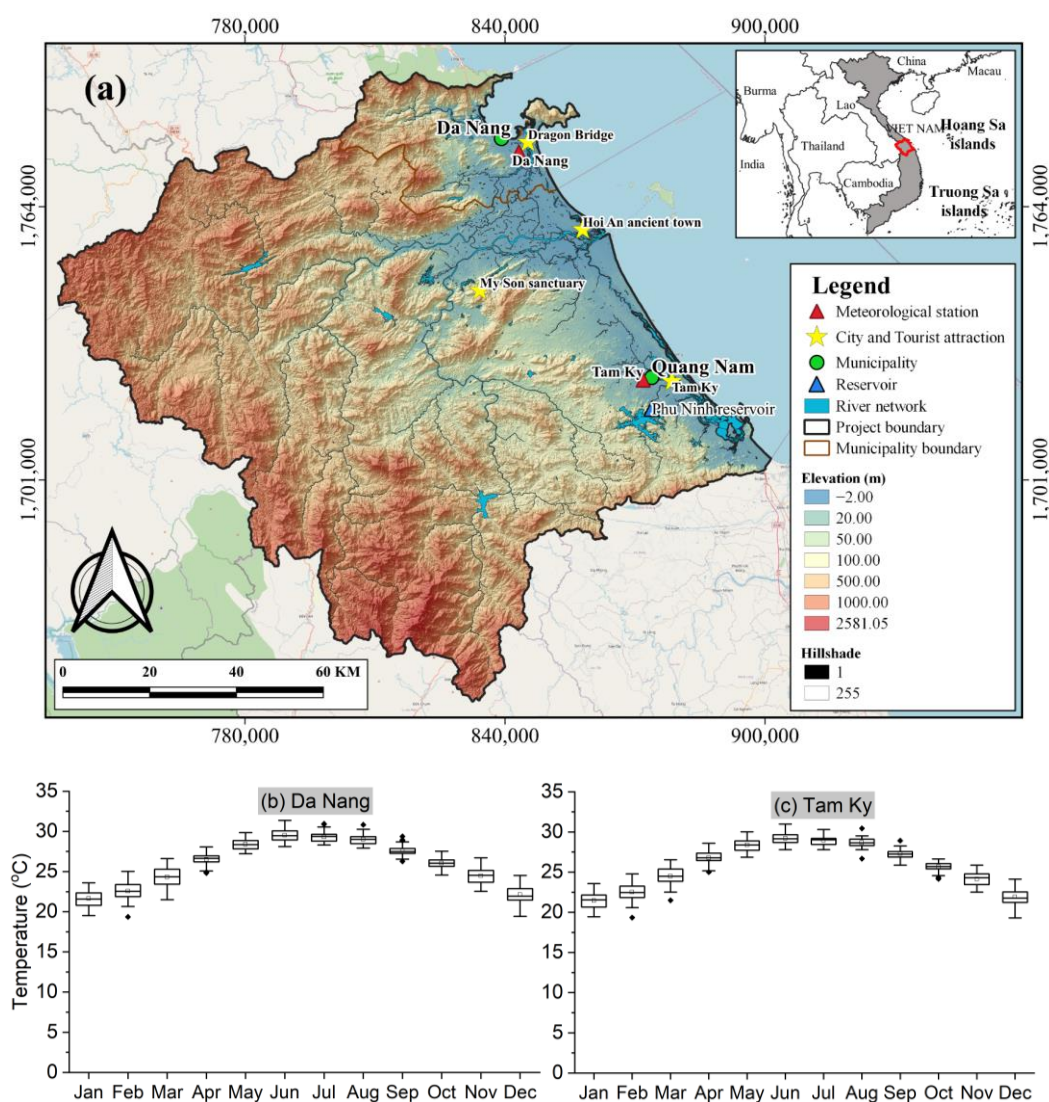 780,000 840,000 900,000
(a)
Da Nang
Dragon Bridge
Da Nang
Hoi An ancient town
My Son sanctuary
Quang Nam
Tam Ky
Tam Ky
Phu Ninh reservoir
1,764,000
1,701,000
China
Macau
Burma
Lao
VIET NAM
Hoang Sa
islands
Thailand
India
Cambodia
Truong Sa
islands
1,764,000
1,701,000
Legend
Meteorological station
City and Tourist attraction
Municipality
Reservoir
River network
Project boundary
Municipality boundary
Elevation (m)
−2.00
20.00
50.00
100.00
500.00
1000.00
2581.05
Hillshade
1
255
0 20 40 60 KM
780,000 840,000 900,000
(b) Da Nang
Temperature (°C)
35
30
25
20
15
10
5
0
Jan Feb Mar Apr May Jun Jul Aug Sep Oct Nov Dec
(c) Tam Ky
35
30
25
20
15
10
5
0
Jan Feb Mar Apr May Jun Jul Aug Sep Oct Nov Dec